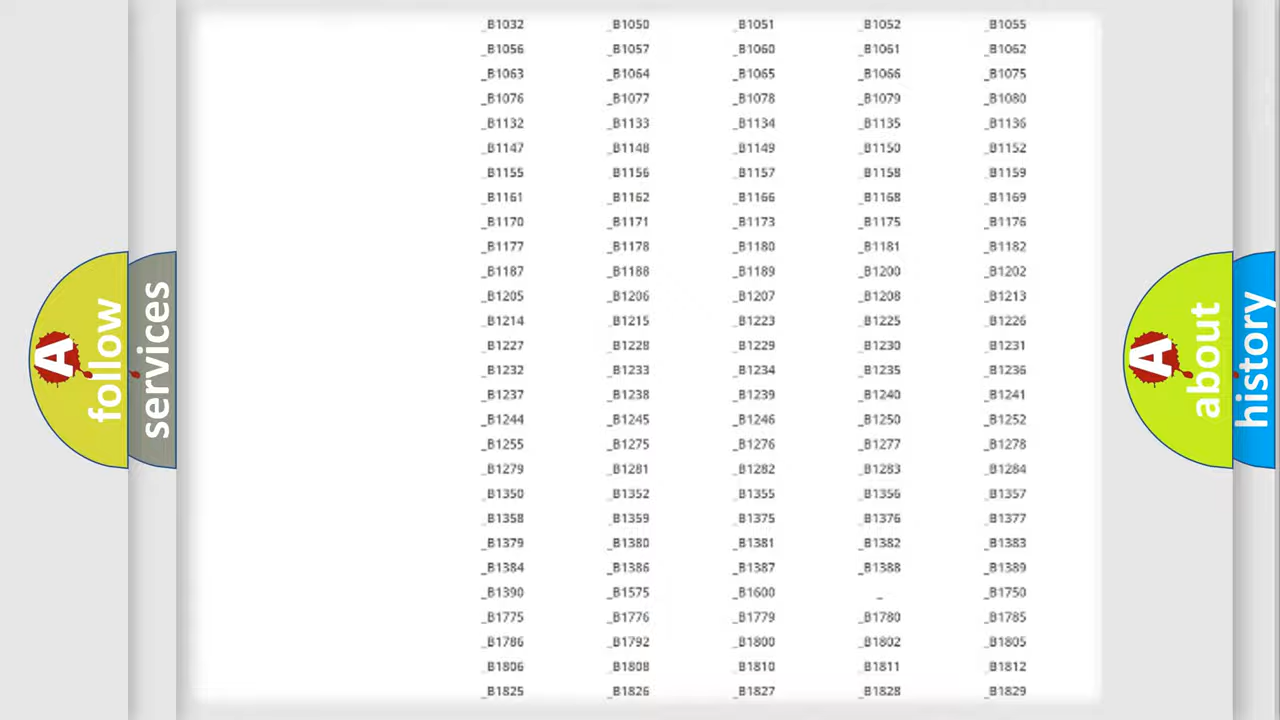 _B1032 _B1050 _B1051 _B1052 _B1055
_B1056 _B1057 _B1060 _B1061 _B1062
_B1063 _B1064 _B1065 _B1066 _B1075
_B1076 _B1077 _B1078 _B1079 _B1080
_B1132 _B1133 _B1134 _B1135 _B1136
_B1147 _B1148 _B1149 _B1150 _B1152
_B1155 _B1156 _B1157 _B1158 _B1159
_B1161 _B1162 _B1166 _B1168 _B1169
_B1170 _B1171 _B1173 _B1175 _B1176
_B1177 _B1178 _B1180 _B1181 _B1182
_B1187 _B1188 _B1189 _B1200 _B1202
_B1205 _B1206 _B1207 _B1208 _B1213
_B1214 _B1215 _B1223 _B1225 _B1226
_B1227 _B1228 _B1229 _B1230 _B1231
_B1232 _B1233 _B1234 _B1235 _B1236
_B1237 _B1238 _B1239 _B1240 _B1241
_B1244 _B1245 _B1246 _B1250 _B1252
_B1255 _B1275 _B1276 _B1277 _B1278
_B1279 _B1281 _B1282 _B1283 _B1284
_B1350 _B1352 _B1355 _B1356 _B1357
_B1358 _B1359 _B1375 _B1376 _B1377
_B1379 _B1380 _B1381 _B1382 _B1383
_B1384 _B1386 _B1387 _B1388 _B1389
_B1390 _B1575 _B1600 _ _B1750
_B1775 _B1776 _B1779 _B1780 _B1785
_B1786 _B1792 _B1800 _B1802 _B1805
_B1806 _B1808 _B1810 _B1811 _B1812
_B1825 _B1826 _B1827 _B1828 _B1829
A follow
services
A about
history